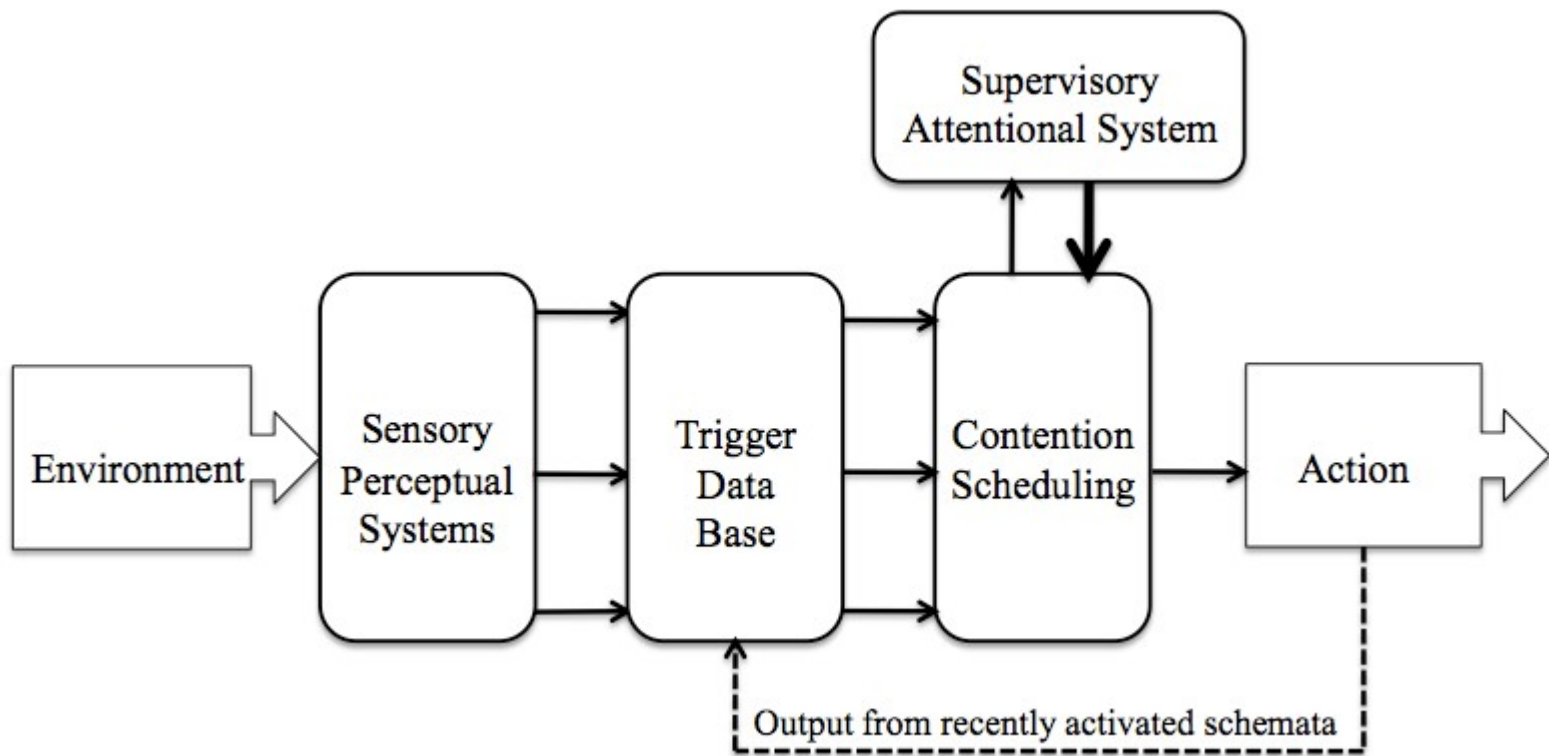 Supervisory
Attentional System
Environment
Sensory
Perceptual
Systems
Trigger
Data
Base
Contention
Scheduling
Action
Output from recently activated schemata